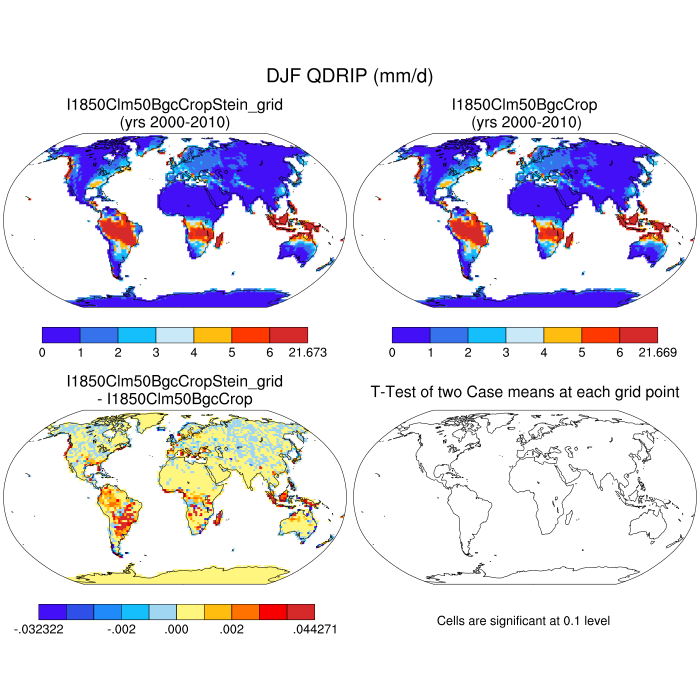 DJF QDRIP (mm/d)
I1850Clm50BgcCropStein_grid
(yrs 2000-2010)
I1850Clm50BgcCrop
(yrs 2000-2010)
0 1 2 3 4 5 6 21.673
0 1 2 3 4 5 6 21.669
I1850Clm50BgcCropStein_grid
- I1850Clm50BgcCrop
T-Test of two Case means at each grid point
-.032322 -.002 .000 .002 .044271
Cells are significant at 0.1 level